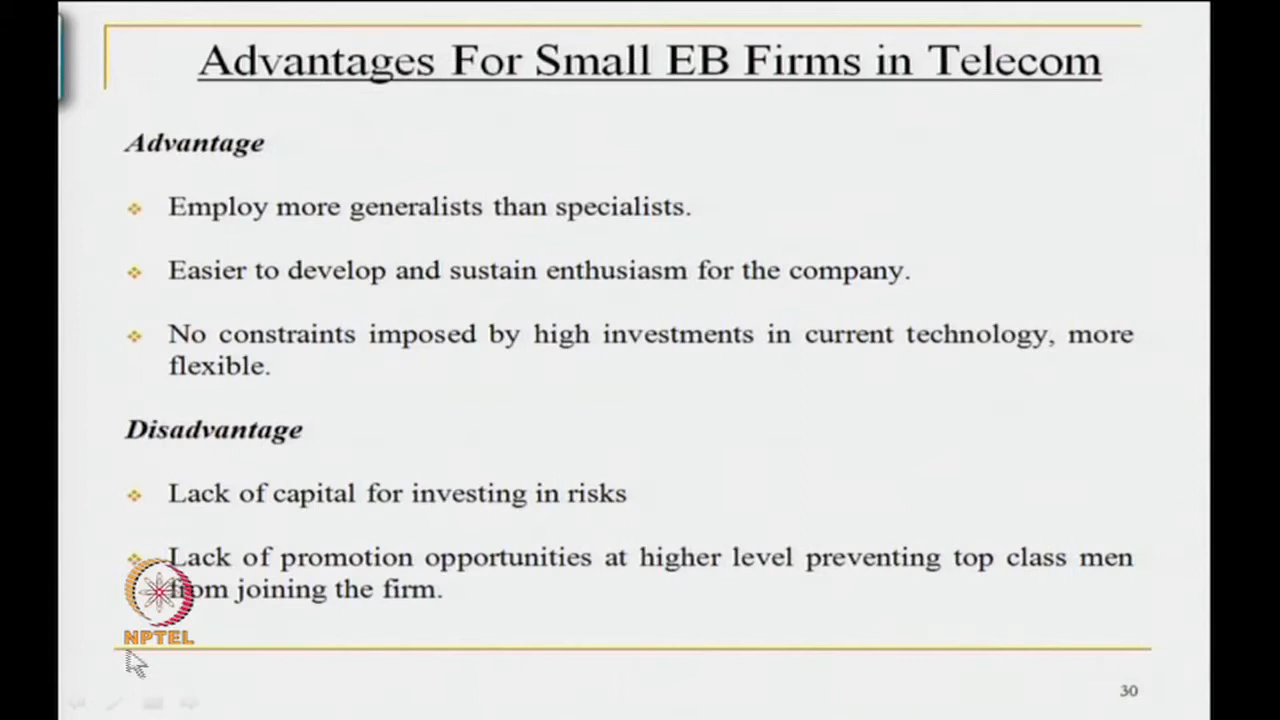 Advantages For Small EB Firms in Telecom
Advantage
Employ more generalists than specialists.
Easier to develop and sustain enthusiasm for the company.
No constraints imposed by high investments in current technology, more
flexible.
Disadvantage
Lack of capital for investing in risks
Lack of promotion opportunities at higher level preventing top class men
from joining the firm.
NPTEL
30